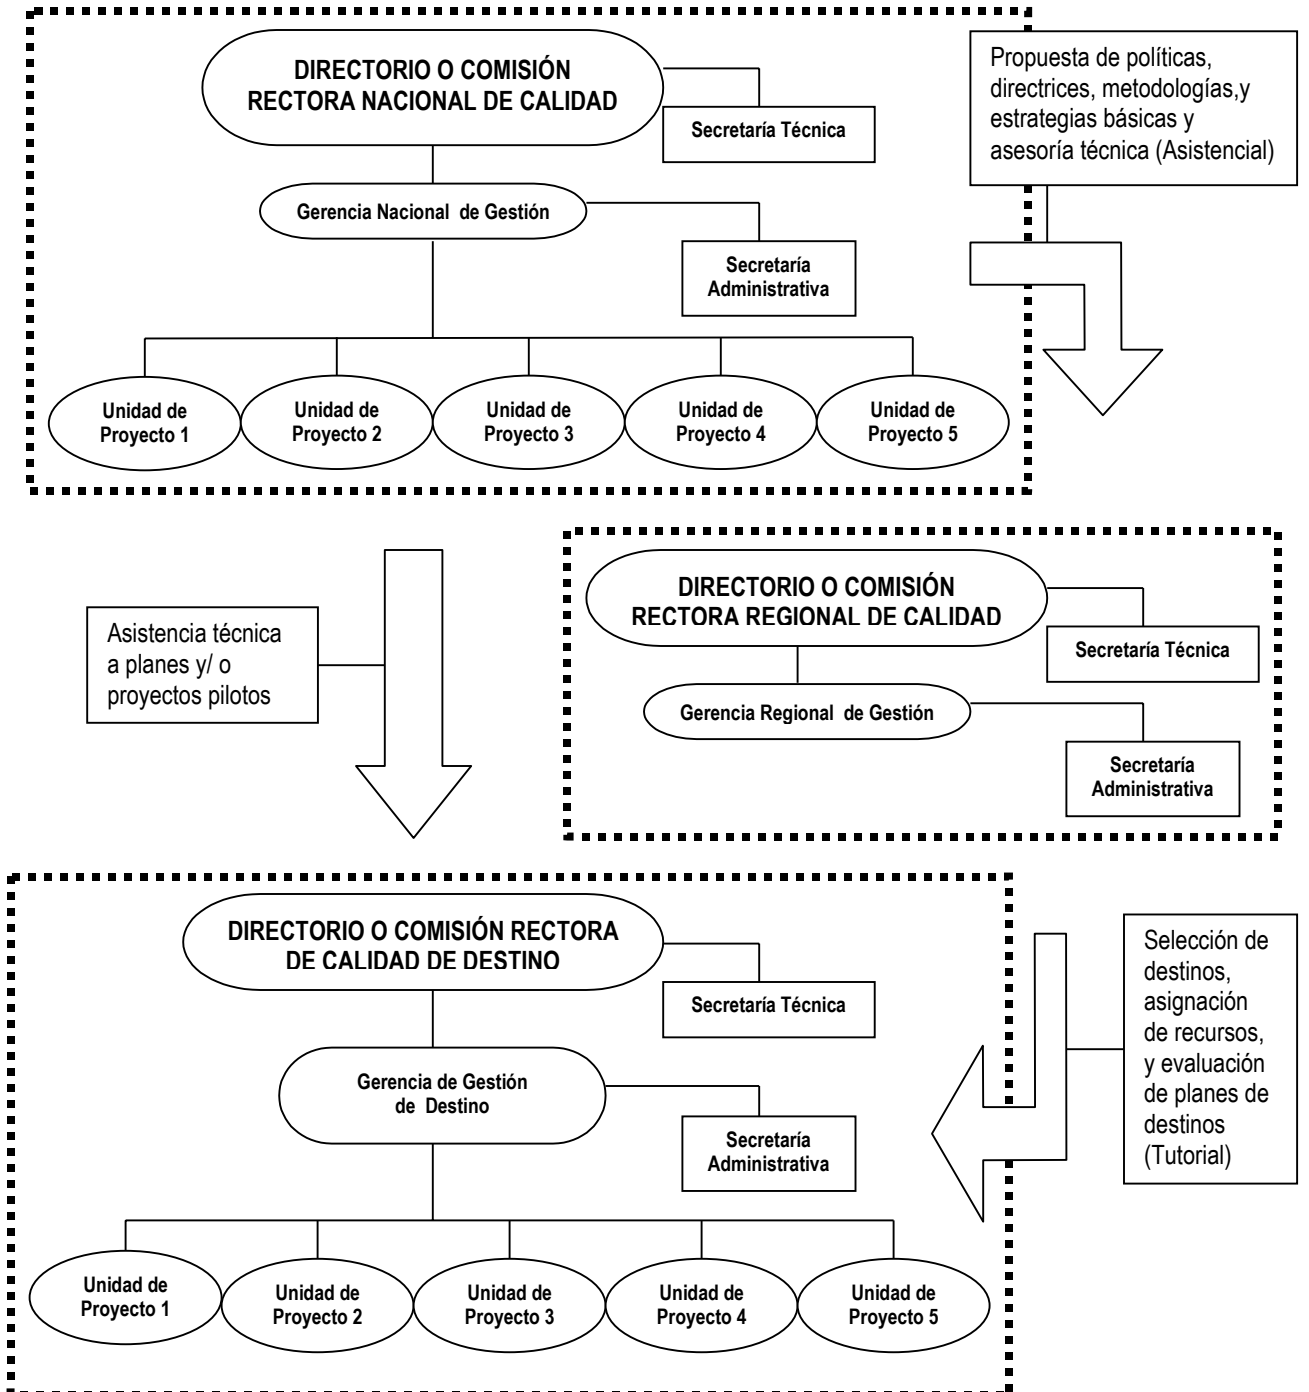 DIRECTORIO O COMISIÓN
RECTORA NACIONAL DE CALIDAD
Secretaría Técnica
Propuesta de políticas,
directrices, metodologías,y
estrategias básicas y
asesoría técnica (Asistencial)
Gerencia Nacional de Gestión
Secretaría
Administrativa
Unidad de
Proyecto 1
Unidad de
Proyecto 2
Unidad de
Proyecto 3
Unidad de
Proyecto 4
Unidad de
Proyecto 5
Asistencia técnica
a planes y/ o
proyectos pilotos
DIRECTORIO O COMISIÓN
RECTORA REGIONAL DE CALIDAD
Secretaría Técnica
Gerencia Regional de Gestión
Secretaría
Administrativa
DIRECTORIO O COMISIÓN RECTORA
DE CALIDAD DE DESTINO
Secretaría Técnica
Gerencia de Gestión
de Destino
Secretaría
Administrativa
Selección de
destinos,
asignación
de recursos,
y evaluación
de planes de
destinos
(Tutorial)
Unidad de
Proyecto 1
Unidad de
Proyecto 2
Unidad de
Proyecto 3
Unidad de
Proyecto 4
Unidad de
Proyecto 5